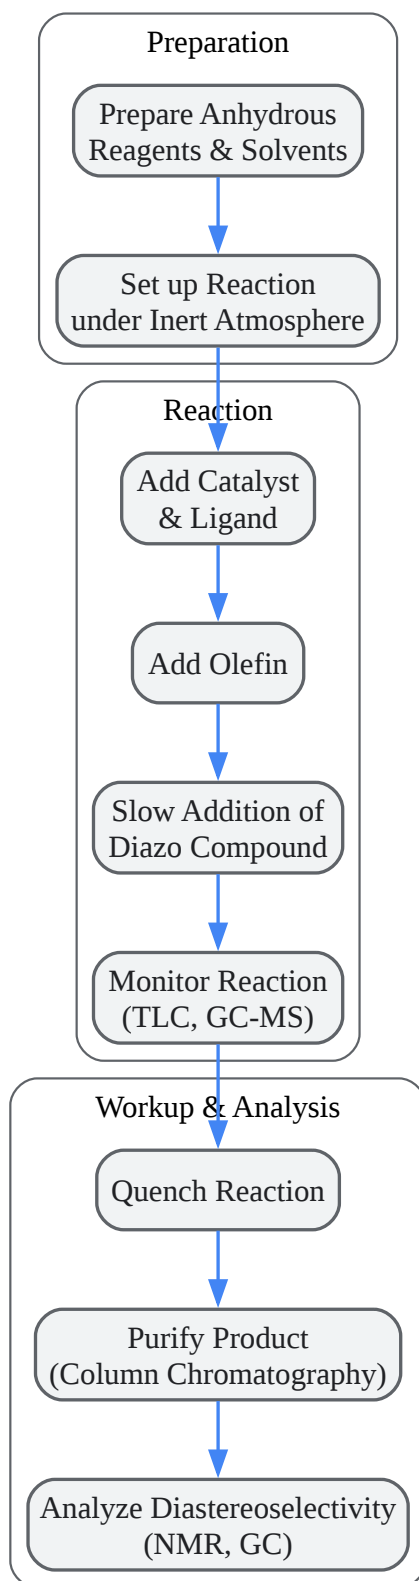 Preparation
Prepare Anhydrous
Reagents & Solvents
Set up Reaction
under Inert Atmosphere
Reaction
Add Catalyst
& Ligand
Add Olefin
Slow Addition of
Diazo Compound
Monitor Reaction
(TLC, GC-MS)
Workup & Analysis
Quench Reaction
Purify Product
(Column Chromatography)
Analyze Diastereoselectivity
(NMR, GC)